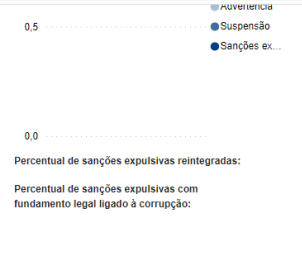 Advertência
0,5
Suspensão
Sanções ex...
0,0
Percentual de sanções expulsivas reintegradas:
Percentual de sanções expulsivas com
fundamento legal ligado à corrupção: